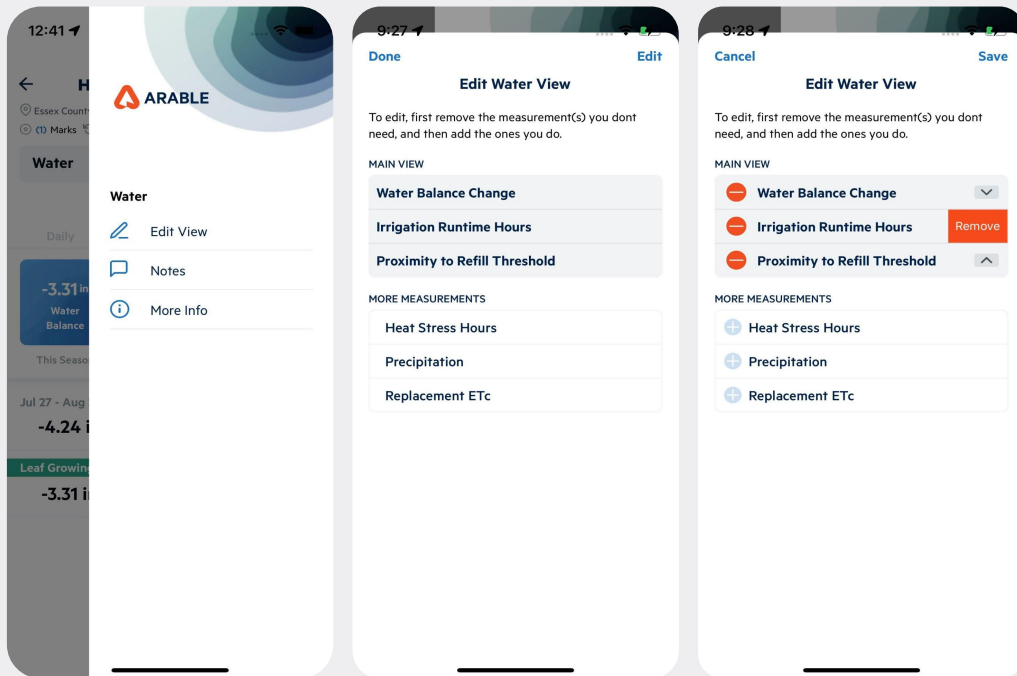 12:41
H
Essex Count
(1) Marks
Water
Daily
-3.31 in
Water
Balance
This Seaso
Jul 27 - Aug
-4.24 i
Leaf Growing
-3.31 i
ARABLE
Water
Edit View
Notes
More Info
9:27
Done
Edit
Edit Water View
To edit, first remove the measurement(s) you dont
need, and then add the ones you do.
MAIN VIEW
Water Balance Change
Irrigation Runtime Hours
Proximity to Refill Threshold
MORE MEASUREMENTS
Heat Stress Hours
Precipitation
Replacement ETc
9:28
Cancel
Save
Edit Water View
To edit, first remove the measurement(s) you dont
need, and then add the ones you do.
MAIN VIEW
Water Balance Change
Irrigation Runtime Hours
Remove
Proximity to Refill Threshold
MORE MEASUREMENTS
Heat Stress Hours
Precipitation
Replacement ETc